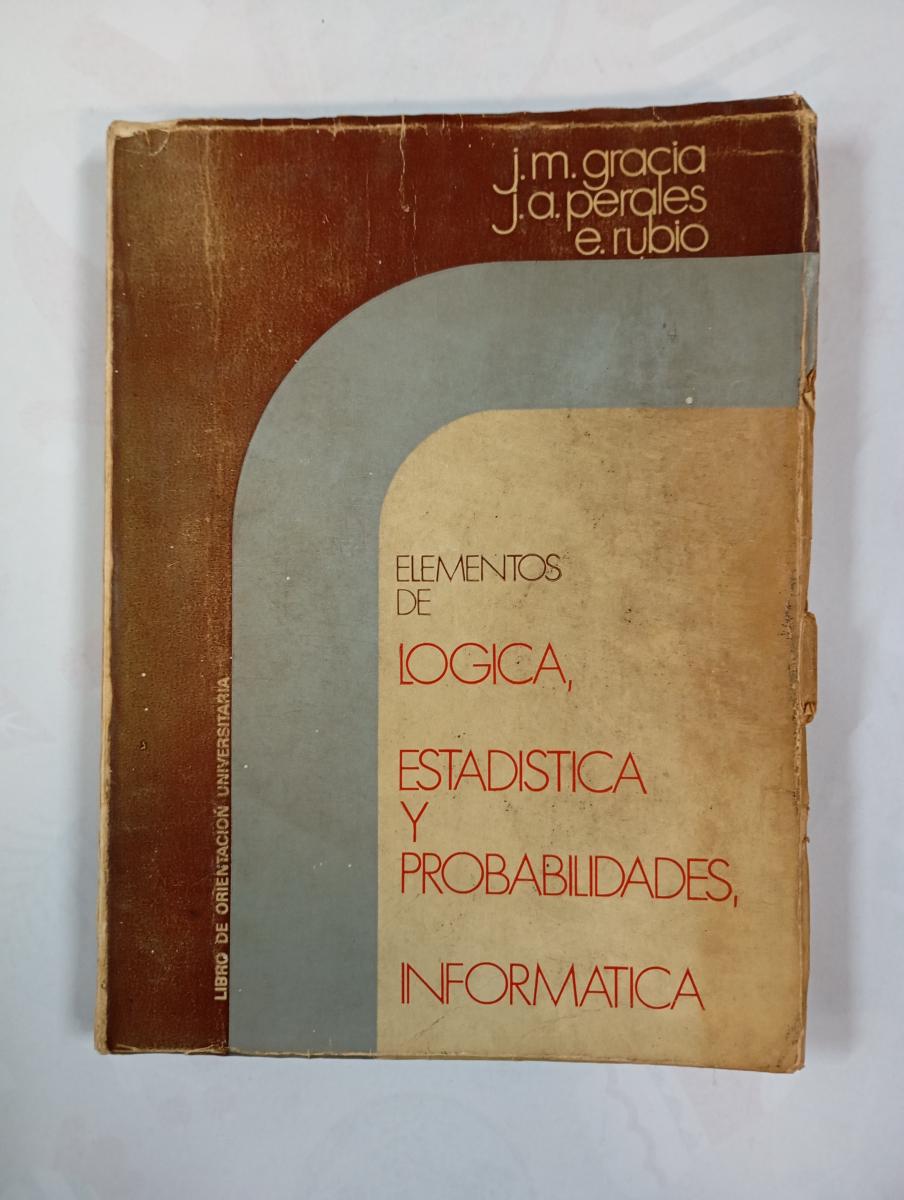 j.m. gracia
j.a. perales
e. rubio
ELEMENTOS
DE
LOGICA,
ESTADISTICA
Y
PROBABILIDADES,
INFORMATICA
LIBRO DE ORIENTACION UNIVERSITARIA